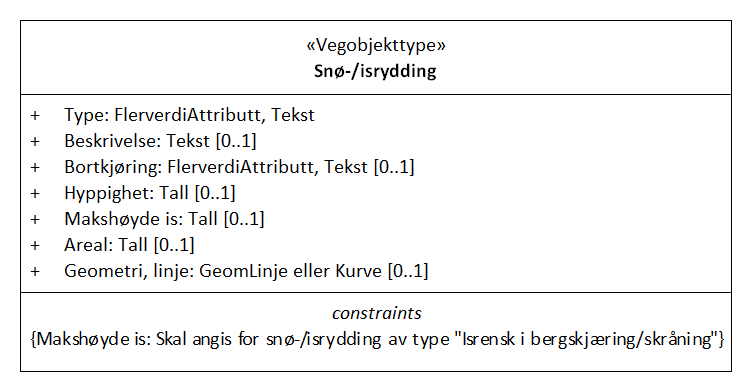 «Vegobjekttype»
Snø-/isrydding
+ Type: FlerverdiAttributt, Tekst
+ Beskrivelse: Tekst [0..1]
+ Bortkjøring: FlerverdiAttributt, Tekst [0..1]
+ Hyppighet: Tall [0..1]
+ Makshøyde is: Tall [0..1]
+ Areal: Tall [0..1]
+ Geometri, linje: GeomLinje eller Kurve [0..1]
constraints
{Makshøyde is: Skal angis for snø-/isrydding av type "Isrensk i bergskjæring/skråning"}